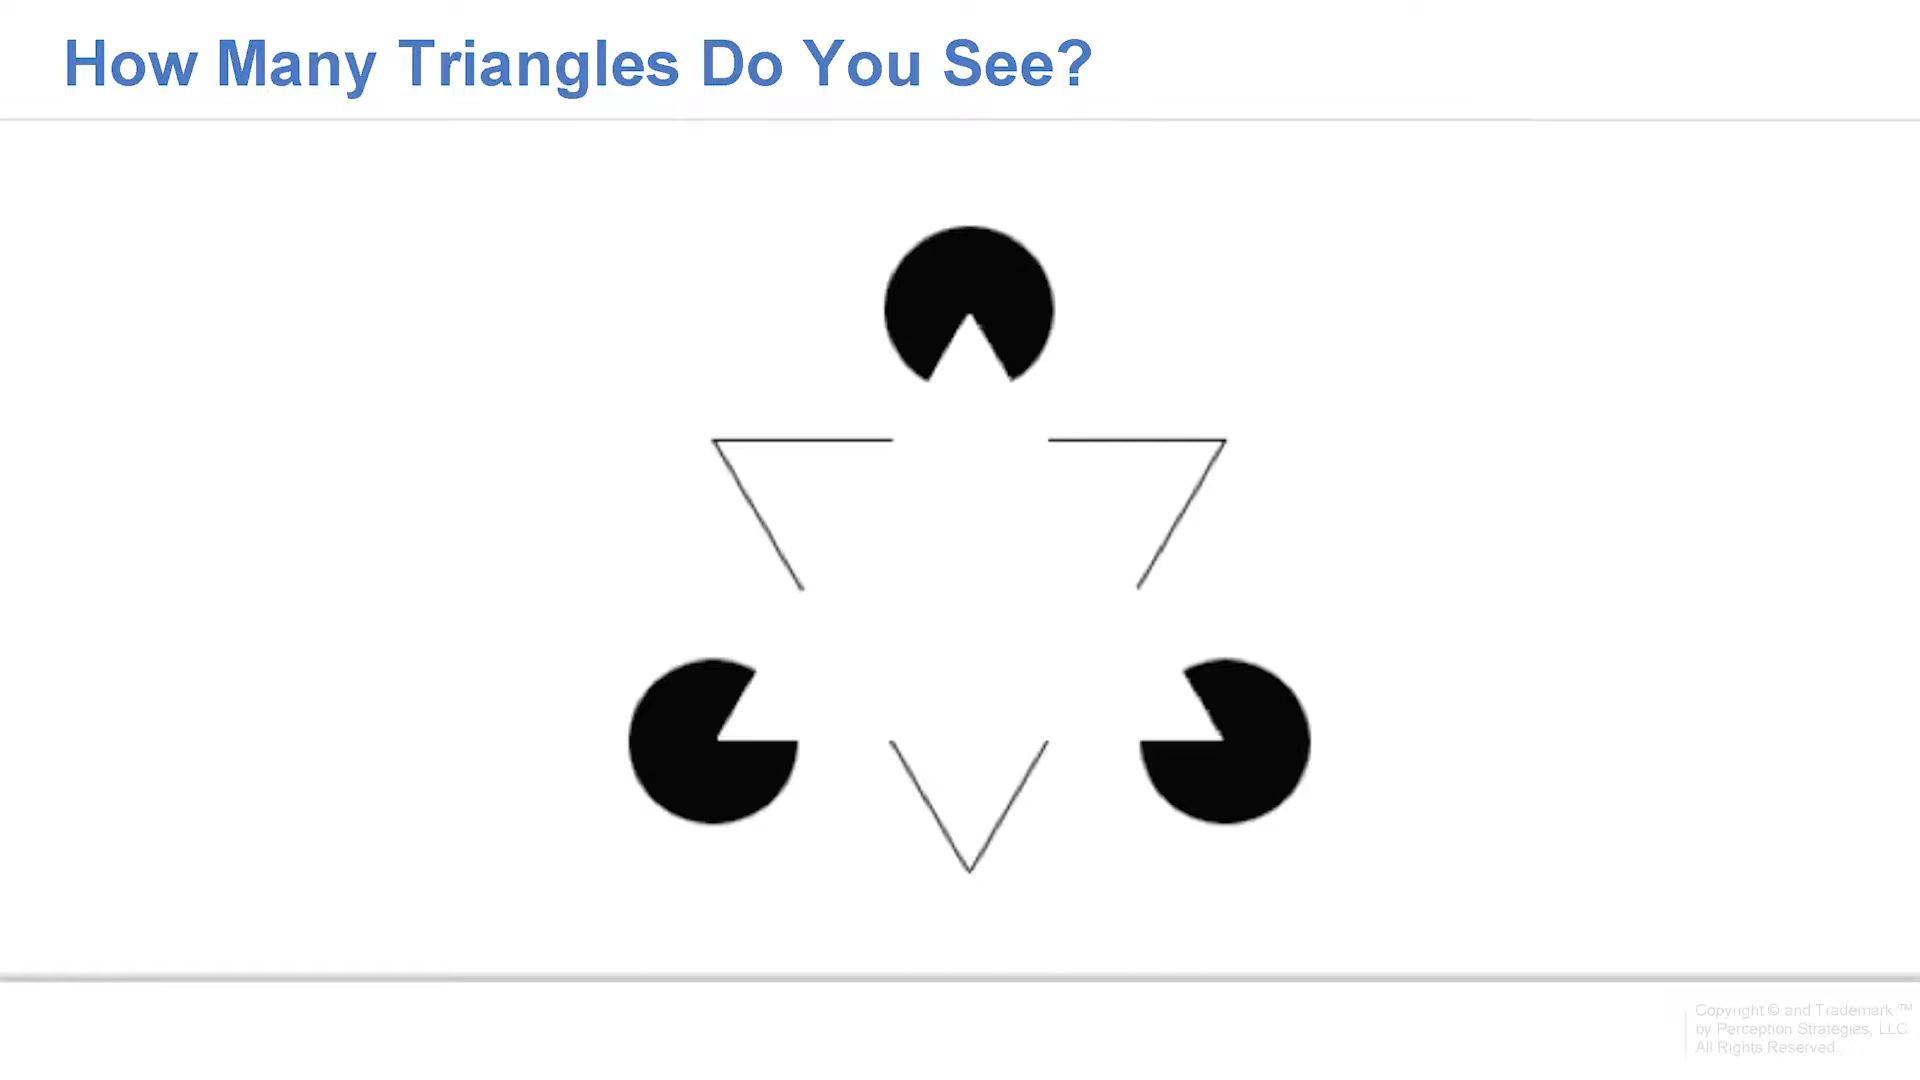 How Many Triangles Do You See?
Copyright © and Trademark ™
by Perception Strategies, LLC
All Rights Reserved.